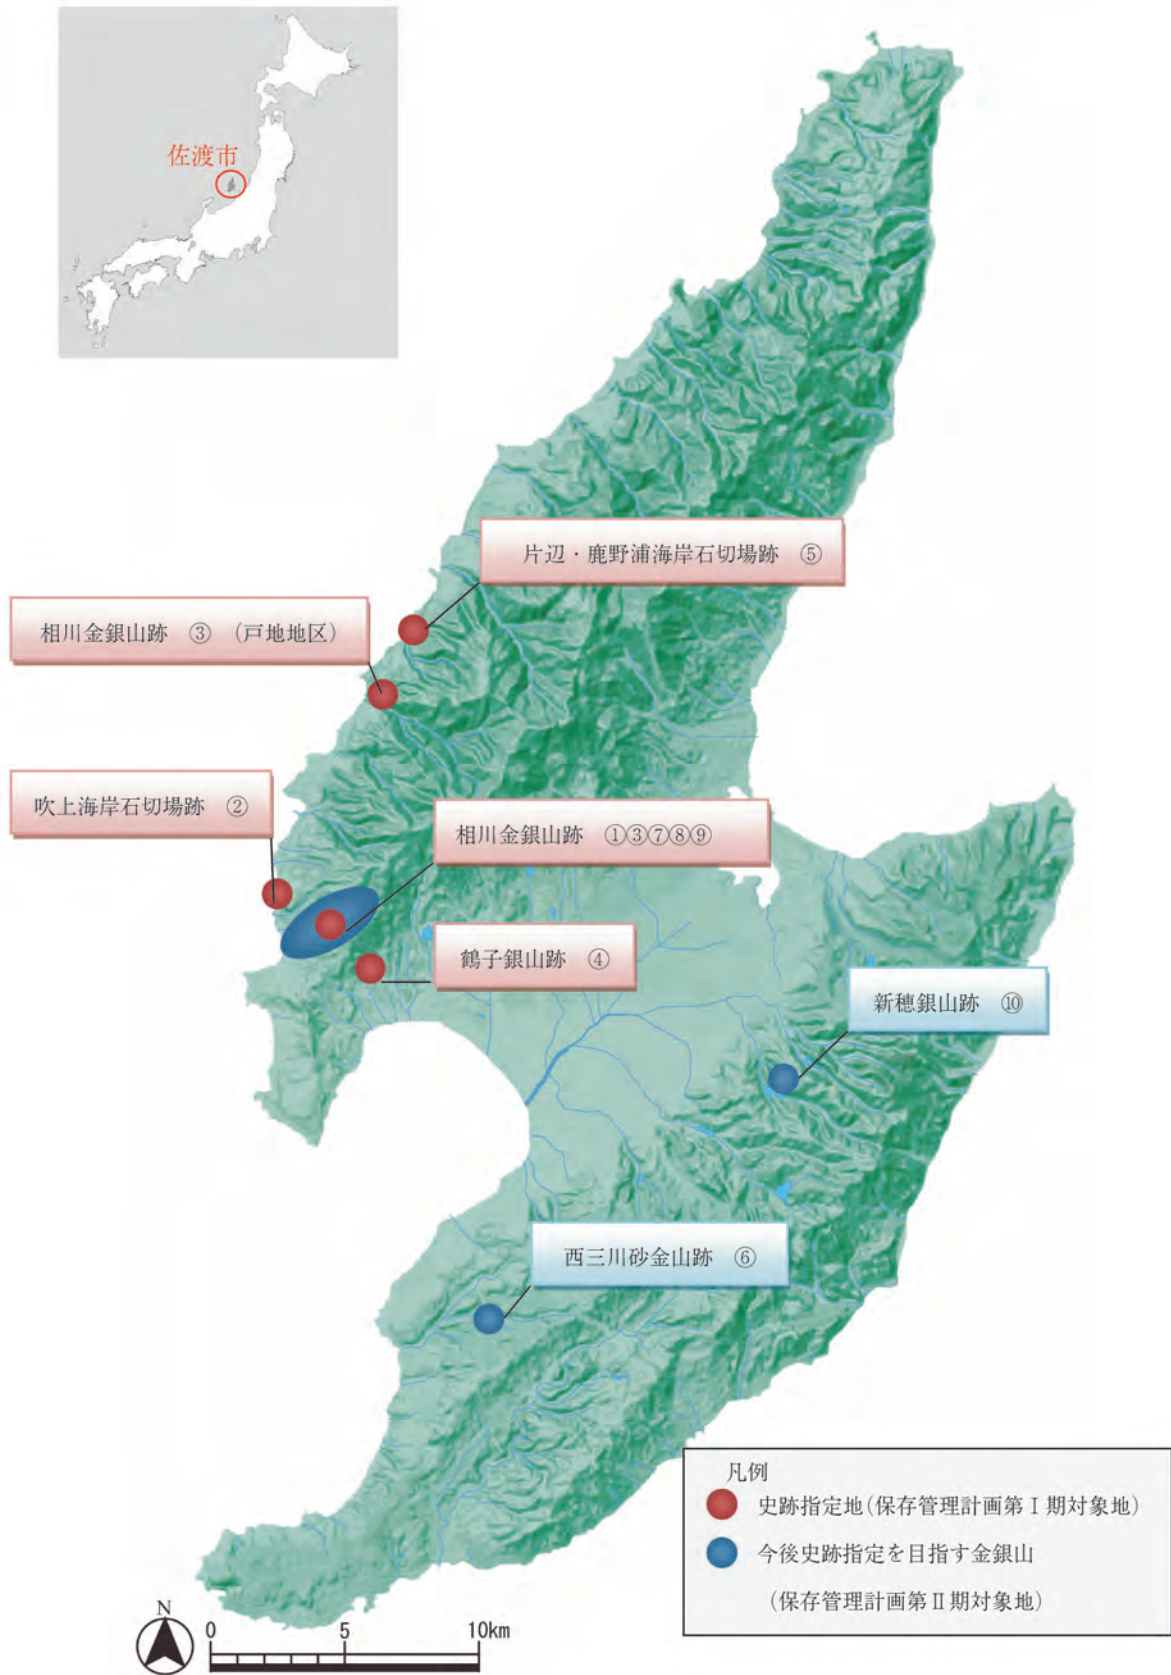 佐渡市
片辺・鹿野浦海岸石切場跡 ⑤
相川金銀山跡 ③ (戸地地区)
吹上海岸石切場跡 ②
相川金銀山跡 ①③⑦⑧⑨
鶴子銀山跡 ④
新穂銀山跡 ⑩
西三川砂金山跡 ⑥
凡例
史跡指定地(保存管理計画第Ⅰ期対象地)
今後史跡指定を目指す金銀山
(保存管理計画第Ⅱ期対象地)
N
0 5 10km